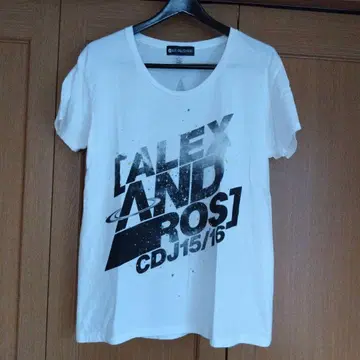 [ALEX
AND
ROS]
CDJ15/16